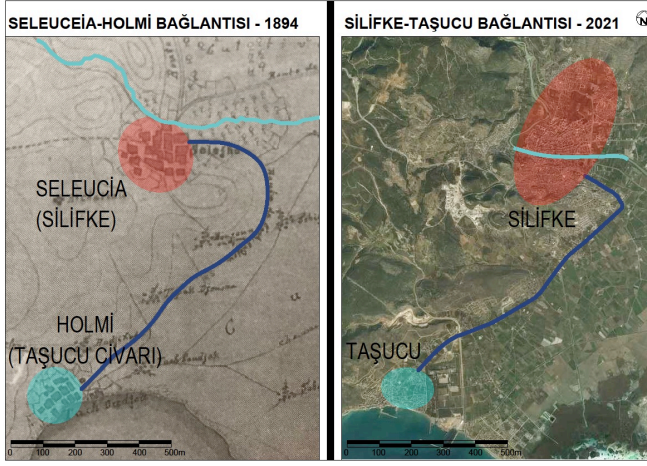 SELEUCEİA-HOLMİ BAĞLANTISI - 1894
SELEUCİA
(SİLİFKE)
HOLMİ
(TAŞUCU CİVARI)
0 100 200 300 400 500m
SİLİFKE-TAŞUCU BAĞLANTISI - 2021
N
SİLİFKE
TAŞUCU
0 100 200 300 400 500m